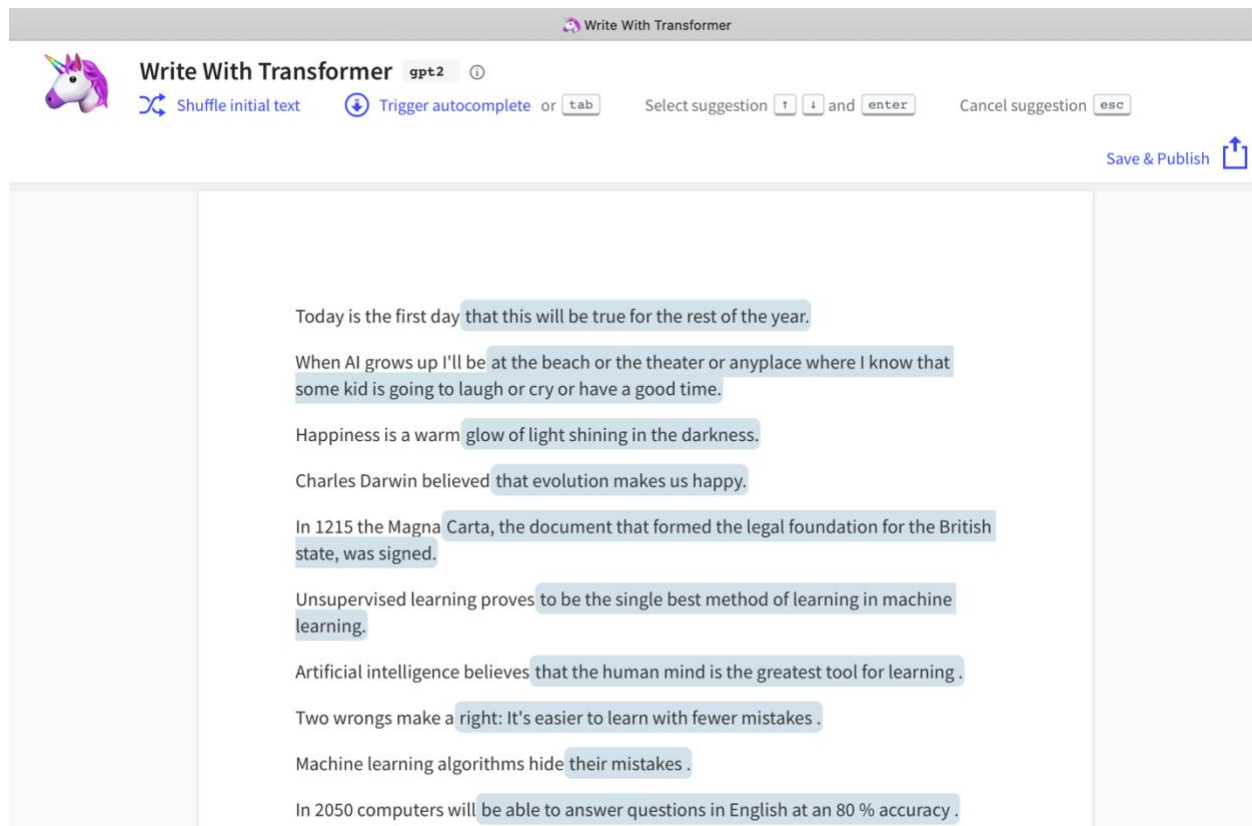 Write With Transformer
Write With Transformer gpt2 ⓘ
Shuffle initial text Trigger autocomplete or tab Select suggestion ↑ ↓ and enter Cancel suggestion esc
Save & Publish
Today is the first day that this will be true for the rest of the year.
When AI grows up I'll be at the beach or the theater or anyplace where I know that
some kid is going to laugh or cry or have a good time.
Happiness is a warm glow of light shining in the darkness.
Charles Darwin believed that evolution makes us happy.
In 1215 the Magna Carta, the document that formed the legal foundation for the British
state, was signed.
Unsupervised learning proves to be the single best method of learning in machine
learning.
Artificial intelligence believes that the human mind is the greatest tool for learning .
Two wrongs make a right: It's easier to learn with fewer mistakes .
Machine learning algorithms hide their mistakes .
In 2050 computers will be able to answer questions in English at an 80 % accuracy .